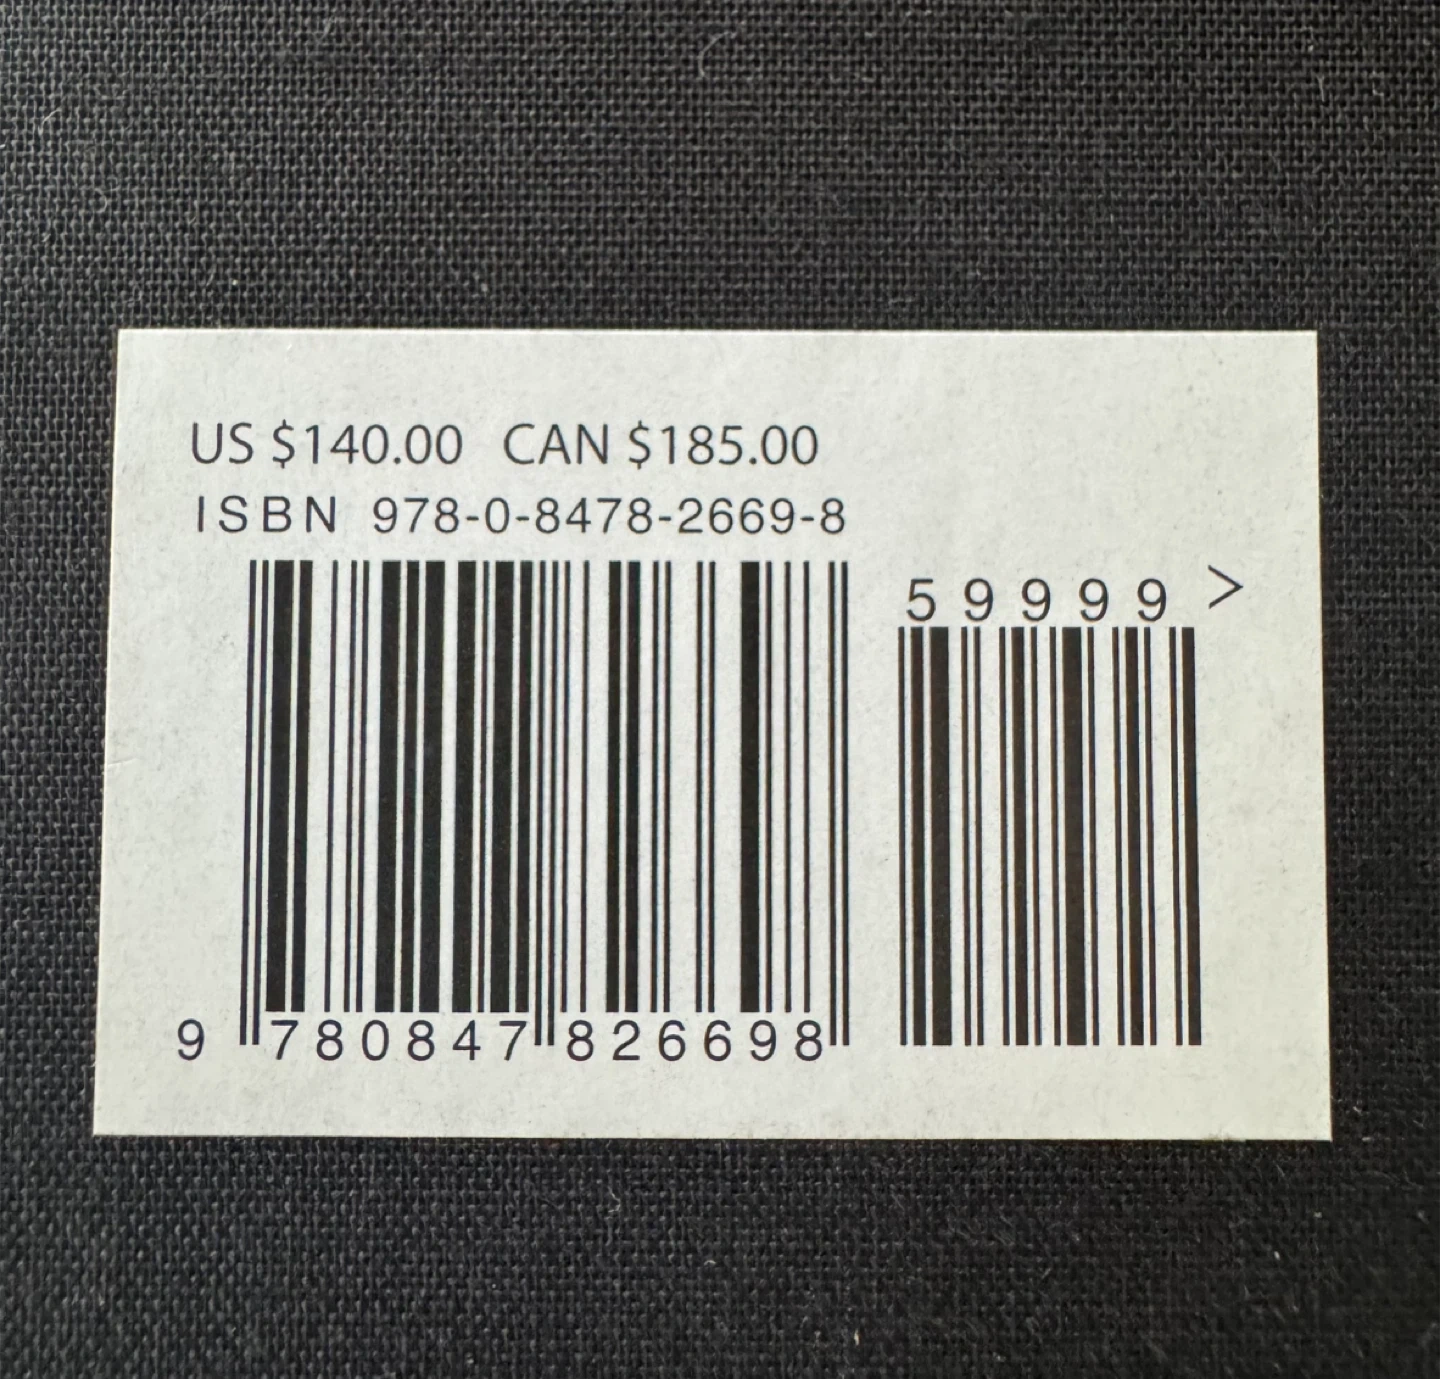 US $140.00 CAN $185.00
ISBN 978-0-8478-2669-8
59999 >
9 780847 826698